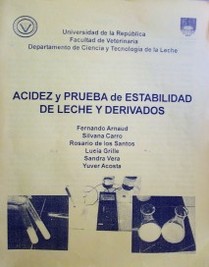 Universidad de la República
Facultad de Veterinaria
Departamento de Ciencia y Tecnología de la Leche
ACIDEZ y PRUEBA de ESTABILIDAD
DE LECHE Y DERIVADOS
Fernando Arnaud
Silvana Carro
Rosario de los Santos
Lucía Grille
Sandra Vera
Yuver Acosta